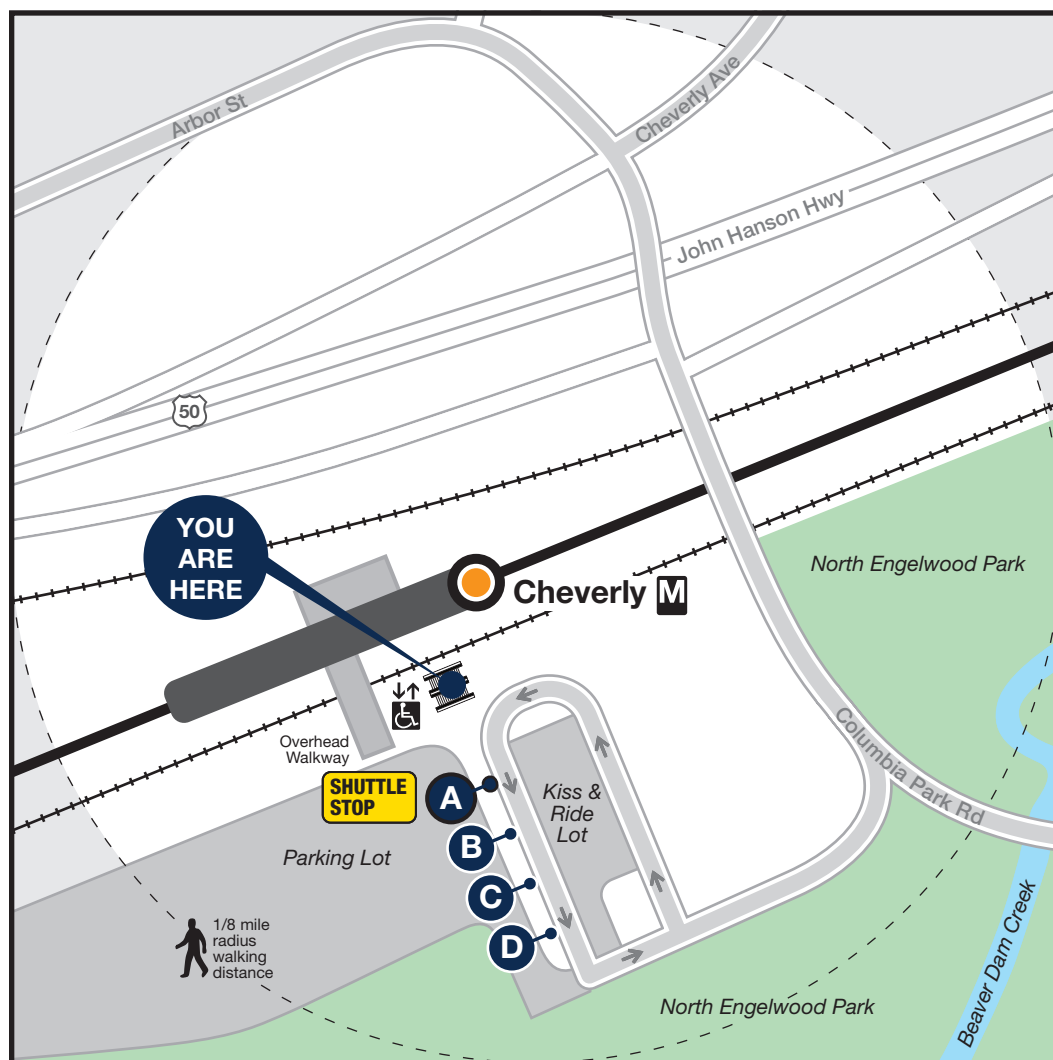 Arbor St
Cheverly Ave
John Hanson Hwy
50
YOU
ARE
HERE
North Engelwood Park
Cheverly M
Overhead
Walkway
Columbia Park Rd
SHUTTLE
STOP
A
Kiss &
Ride
Lot
B
Parking Lot
C
D
1/8 mile
radius
walking
distance
North Engelwood Park
Beaver Dam Creek